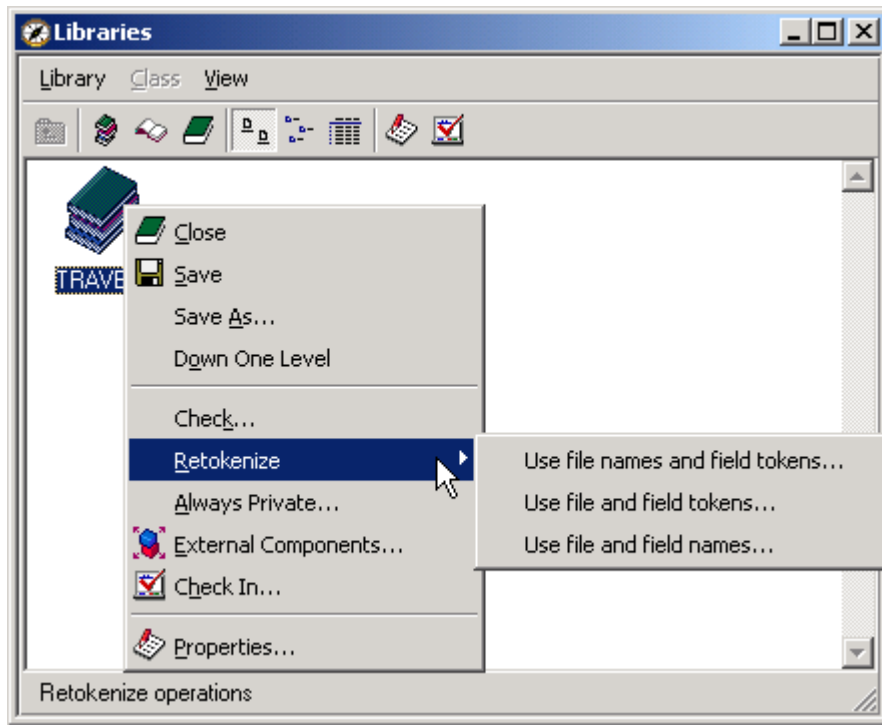 Libraries
Library Class View
TRAVE
Close
Save
Save As...
Down One Level
Check...
Retokenize
Use file names and field tokens...
Always Private...
Use file and field tokens...
External Components...
Use file and field names...
Check In...
Properties...
Retokenize operations